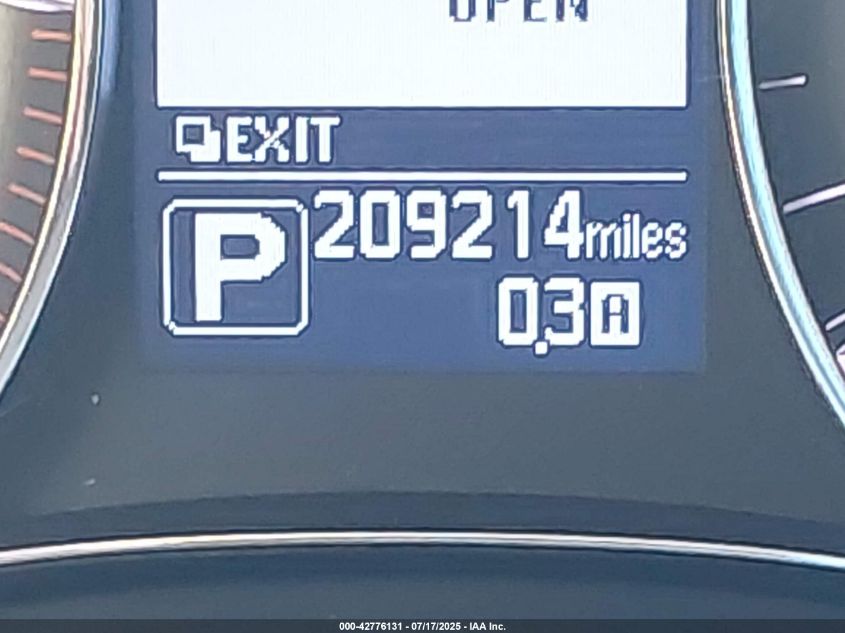 OPEN
EXIT
P 209214miles
0.3A
000-42776131 - 07/17/2025 - IAA Inc.